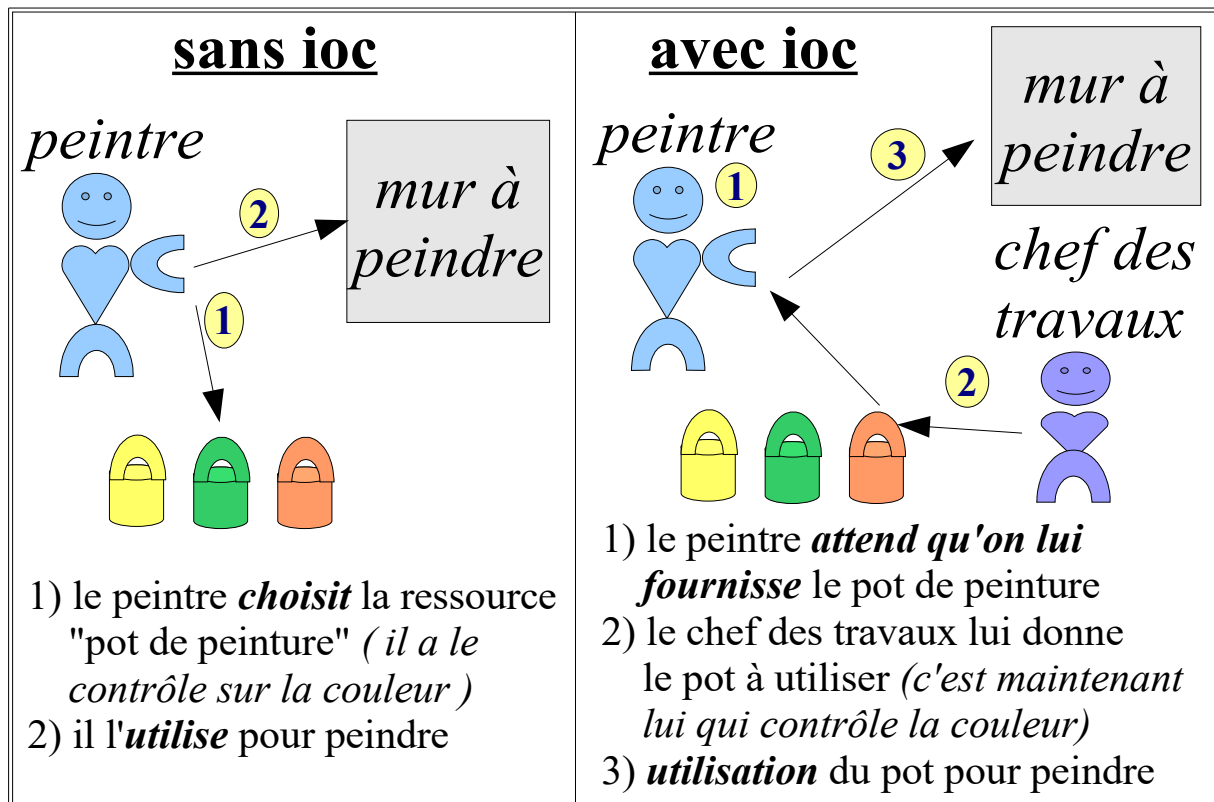 sans ioc
peintre
mur à
peindre
2
1
1) le peintre choisit la ressource
"pot de peinture" ( il a le
contrôle sur la couleur )
2) il l'utilise pour peindre
avec ioc
peintre
1
3
mur à
peindre
chef des
travaux
2
1) le peintre attend qu'on lui
fournisse le pot de peinture
2) le chef des travaux lui donne
le pot à utiliser (c'est maintenant
lui qui contrôle la couleur)
3) utilisation du pot pour peindre